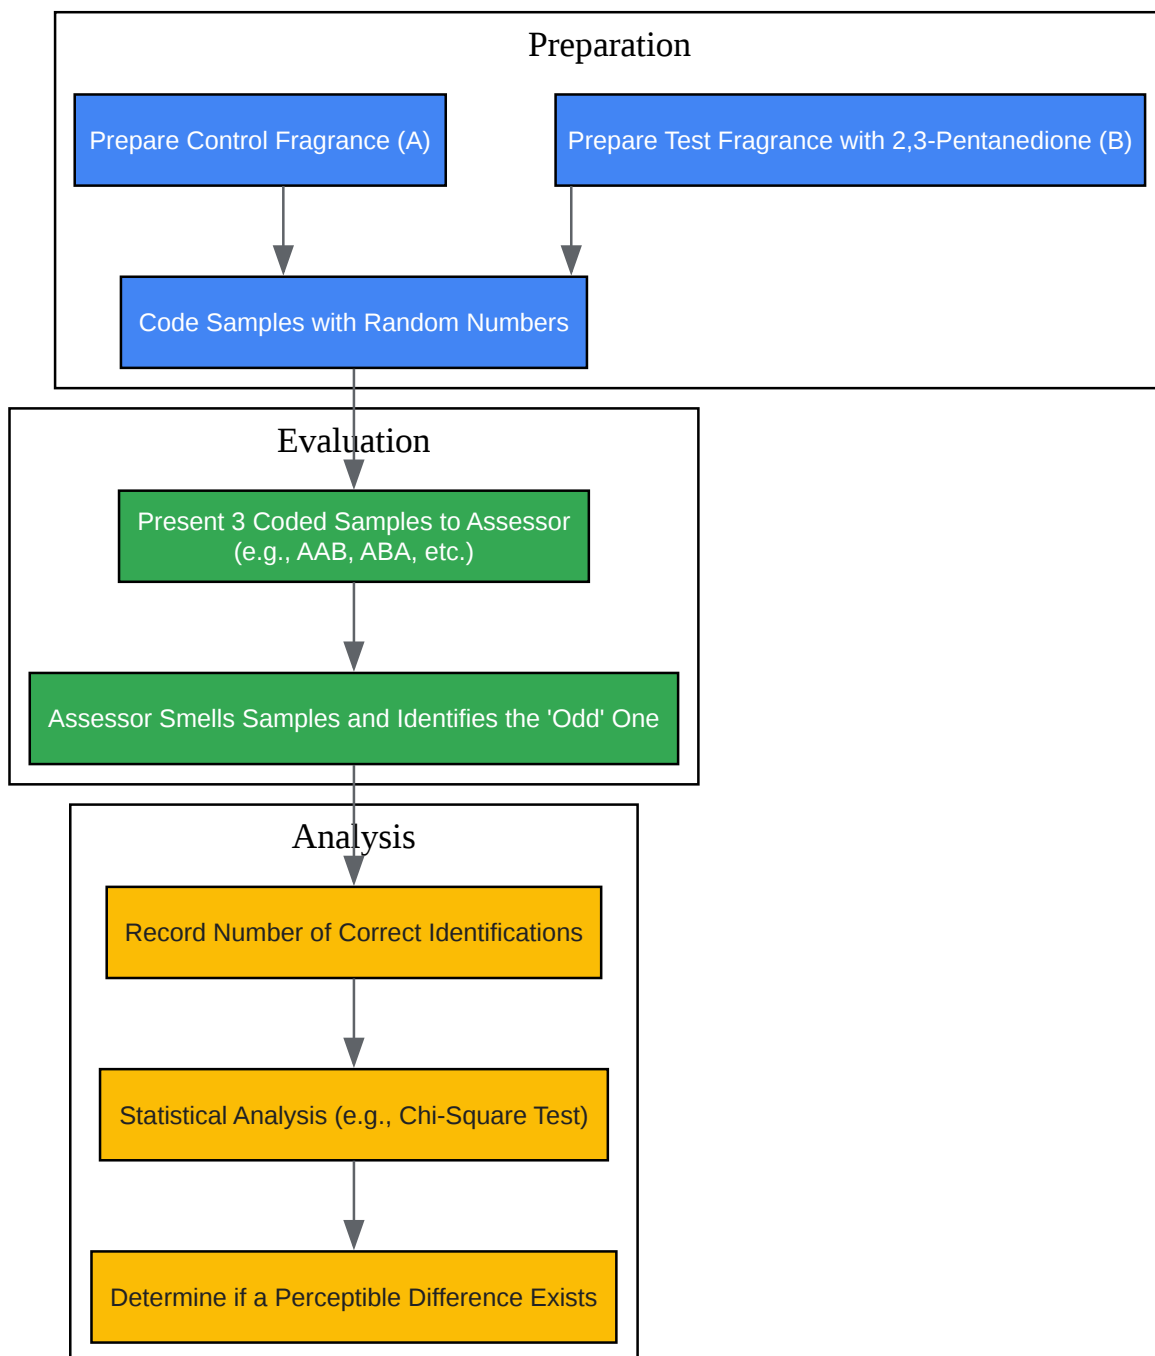 Preparation
Prepare Control Fragrance (A)
Prepare Test Fragrance with 2,3-Pentanedione (B)
Code Samples with Random Numbers
Evaluation
Present 3 Coded Samples to Assessor
(e.g., AAB, ABA, etc.)
Assessor Smells Samples and Identifies the 'Odd' One
Analysis
Record Number of Correct Identifications
Statistical Analysis (e.g., Chi-Square Test)
Determine if a Perceptible Difference Exists